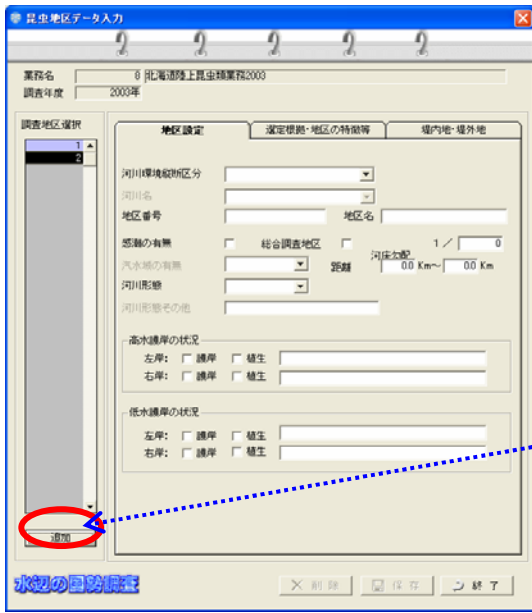 昆虫地区データ入力
業務名 8 北海道陸上昆虫類業務2003
調査年度 2003年
調査地区選択
1
2
地区設定 選定根拠・地区の特徴等 堤内地・堤外地
河川環境縦断区分
河川名
地区番号 地区名
感潮の有無 総合調査地区 1/ 0
河床勾配
汽水域の有無 距離 0.0 Km～ 0.0 Km
河川形態
河川形態その他
高水護岸の状況
左岸: 護岸 植生
右岸: 護岸 植生
低水護岸の状況
左岸: 護岸 植生
右岸: 護岸 植生
追加
水辺の国勢調査
削除 保存 終了